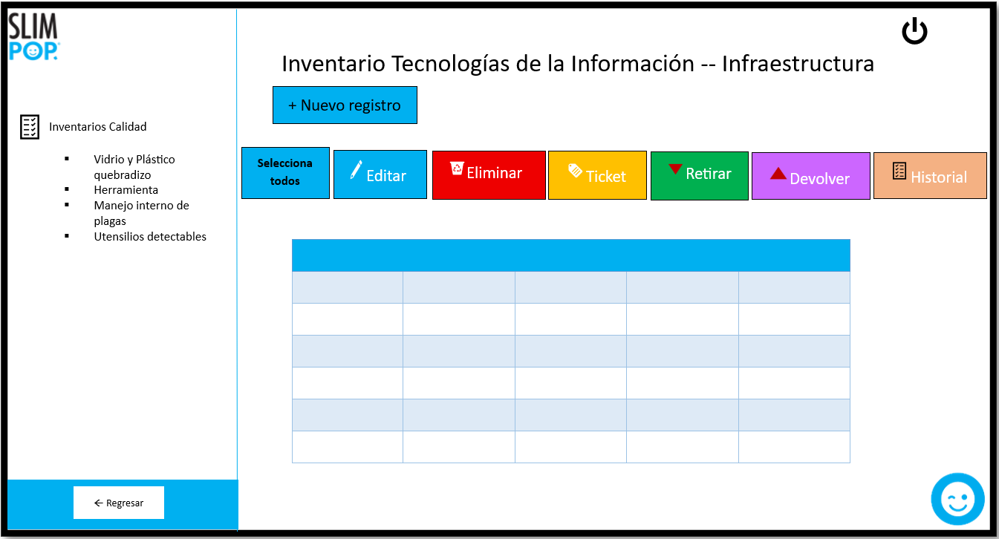 SLIM
POP.
Inventario Tecnologías de la Información -- Infraestructura
+ Nuevo registro
Inventarios Calidad
▪ Vidrio y Plástico
quebradizo
▪ Herramienta
▪ Manejo interno de
plagas
▪ Utensilios detectables
Selecciona
todos
Editar
Eliminar
Ticket
Retirar
Devolver
Historial
← Regresar